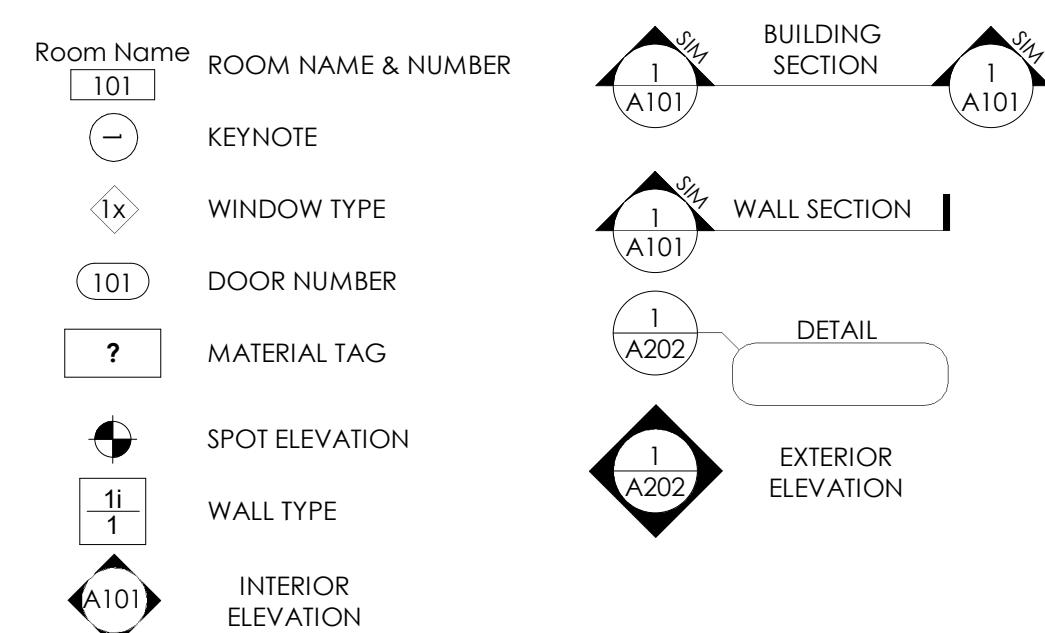 Room Name
101
ROOM NAME & NUMBER
1
KEYNOTE
1x
WINDOW TYPE
101
DOOR NUMBER
?
MATERIAL TAG
SPOT ELEVATION
1i
1
WALL TYPE
A101
INTERIOR
ELEVATION
SIM
1
A101
BUILDING
SECTION
SIM
1
A101
SIM
1
A101
WALL SECTION
1
A202
DETAIL
1
A202
EXTERIOR
ELEVATION